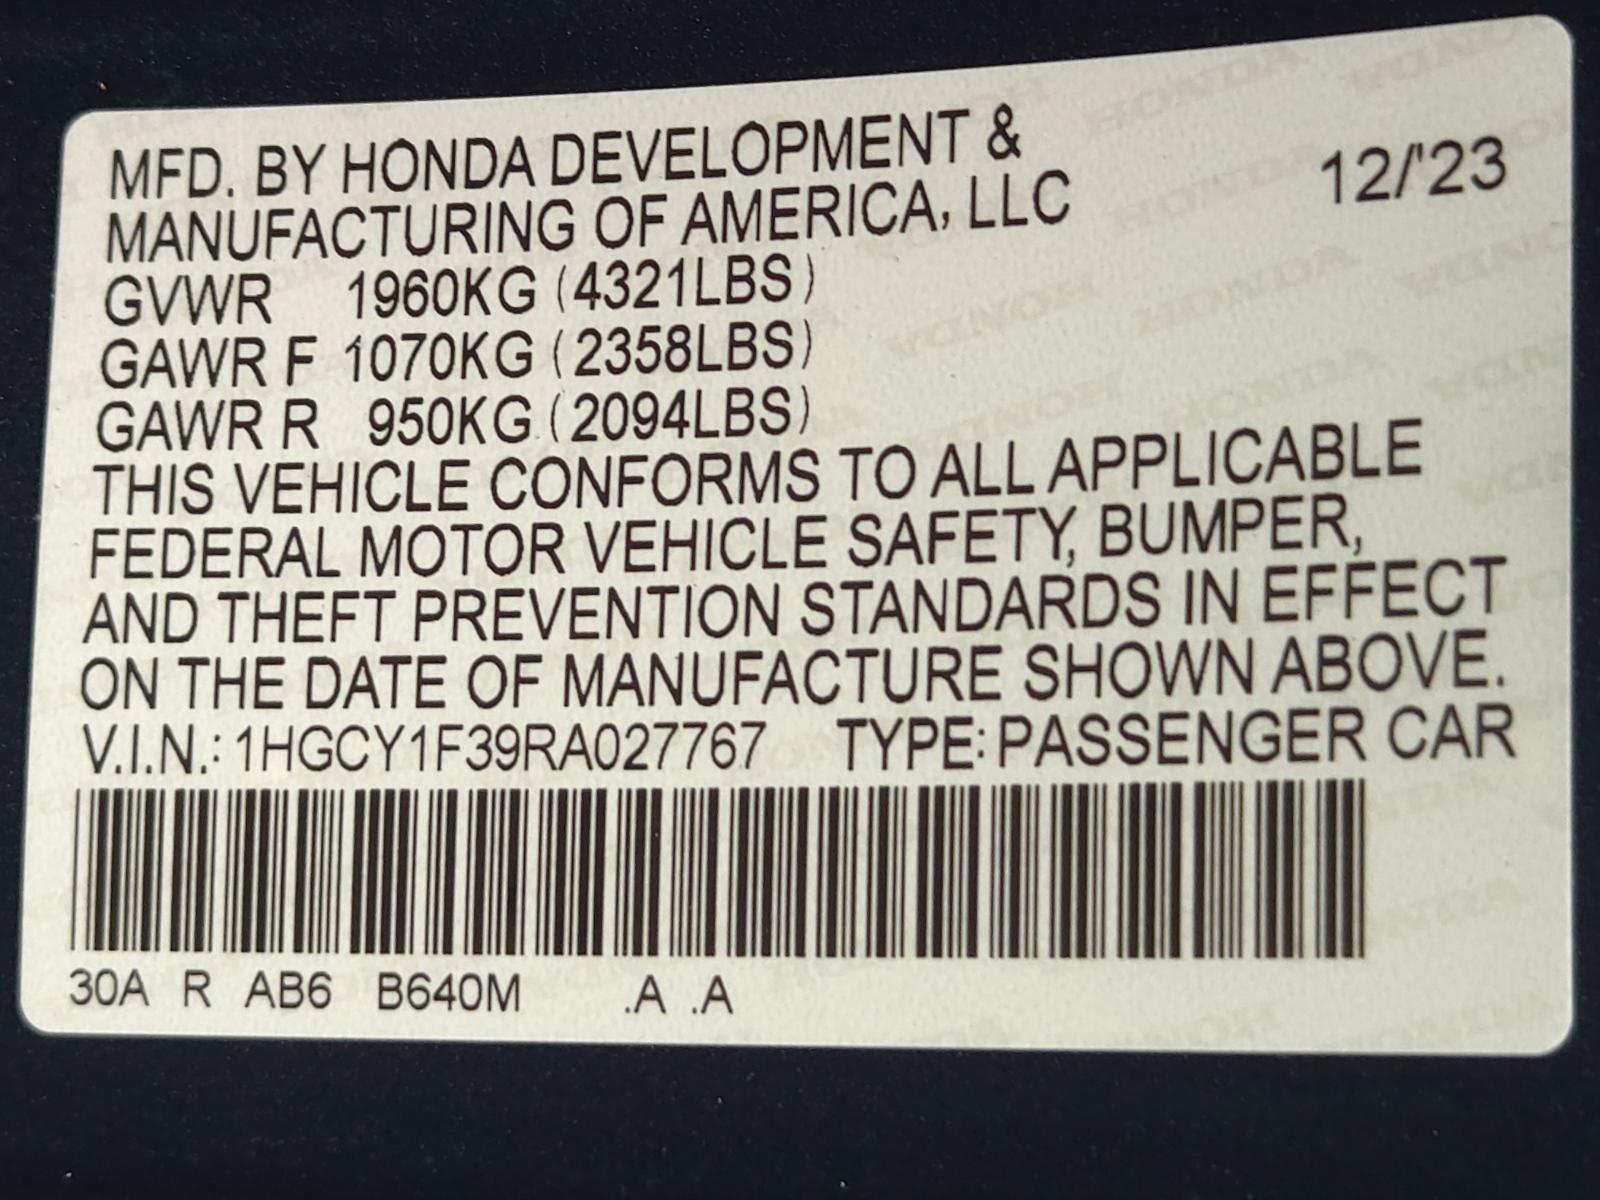 MFD. BY HONDA DEVELOPMENT &
MANUFACTURING OF AMERICA, LLC
12/'23
GVWR 1960KG (4321LBS)
GAWR F 1070KG (2358LBS)
GAWR R 950KG (2094LBS)
THIS VEHICLE CONFORMS TO ALL APPLICABLE
FEDERAL MOTOR VEHICLE SAFETY, BUMPER,
AND THEFT PREVENTION STANDARDS IN EFFECT
ON THE DATE OF MANUFACTURE SHOWN ABOVE.
V.I.N.: 1HGCY1F39RA027767 TYPE: PASSENGER CAR
30A R AB6 B640M .A .A